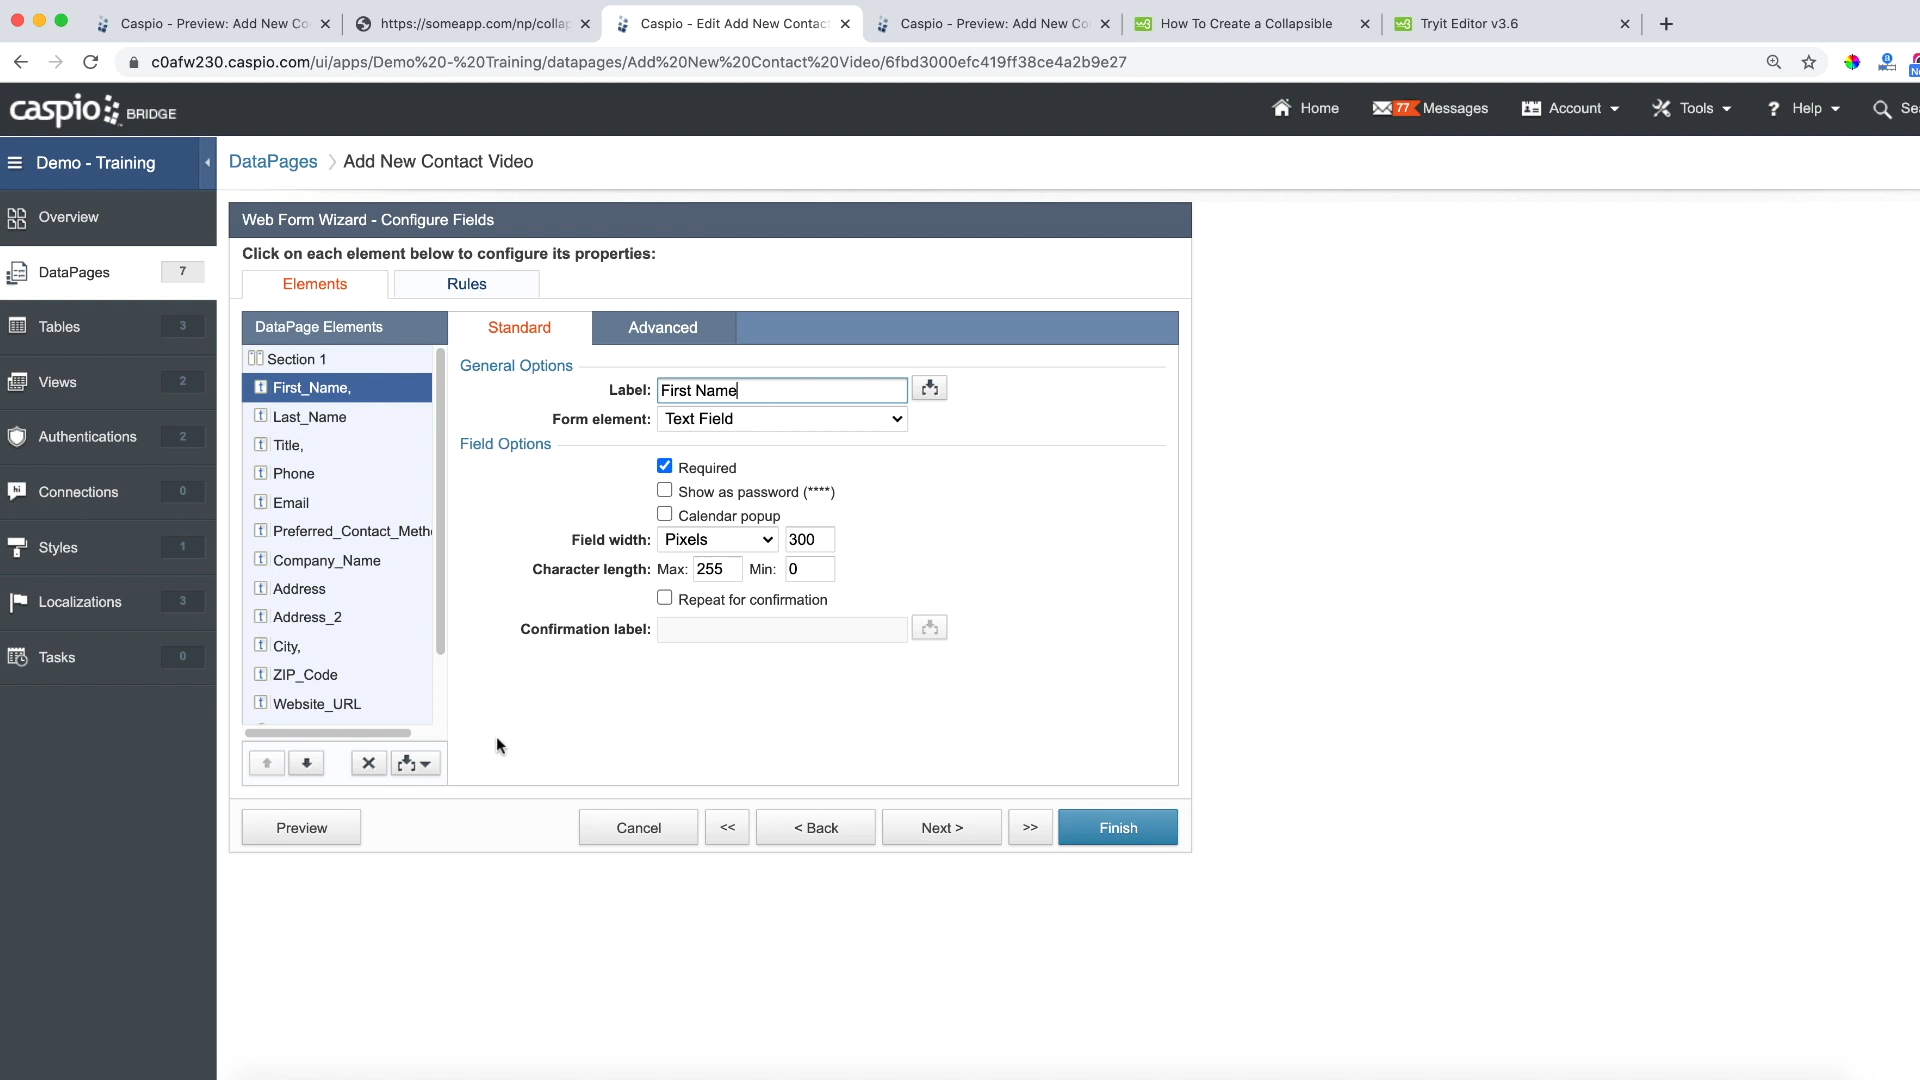 Caspio - Preview: Add New Co
https://someapp.com/np/collap
Caspio - Edit Add New Contact
Caspio - Preview: Add New Co
How To Create a Collapsible
Tryit Editor v3.6
c0afw230.caspio.com/ui/apps/Demo%20-%20Training/datapages/Add%20New%20Contact%20Video/6fbd3000efc419ff38ce4a2b9e27
caspio BRIDGE
Home
77 Messages
Account
Tools
? Help
Sea
Demo - Training
DataPages > Add New Contact Video
Overview
DataPages 7
Tables 3
Views 2
Authentications 2
Connections 0
Styles 1
Localizations 3
Tasks 0
Web Form Wizard - Configure Fields
Click on each element below to configure its properties:
Elements
Rules
DataPage Elements
Standard
Advanced
Section 1
First_Name,
Last_Name
Title,
Phone
Email
Preferred_Contact_Metho
Company_Name
Address
Address_2
City,
ZIP_Code
Website_URL
General Options
Label: First Name
Form element: Text Field
Field Options
Required
Show as password (****)
Calendar popup
Field width: Pixels 300
Character length: Max: 255 Min: 0
Repeat for confirmation
Confirmation label:
Preview
Cancel
<<
< Back
Next >
>>
Finish